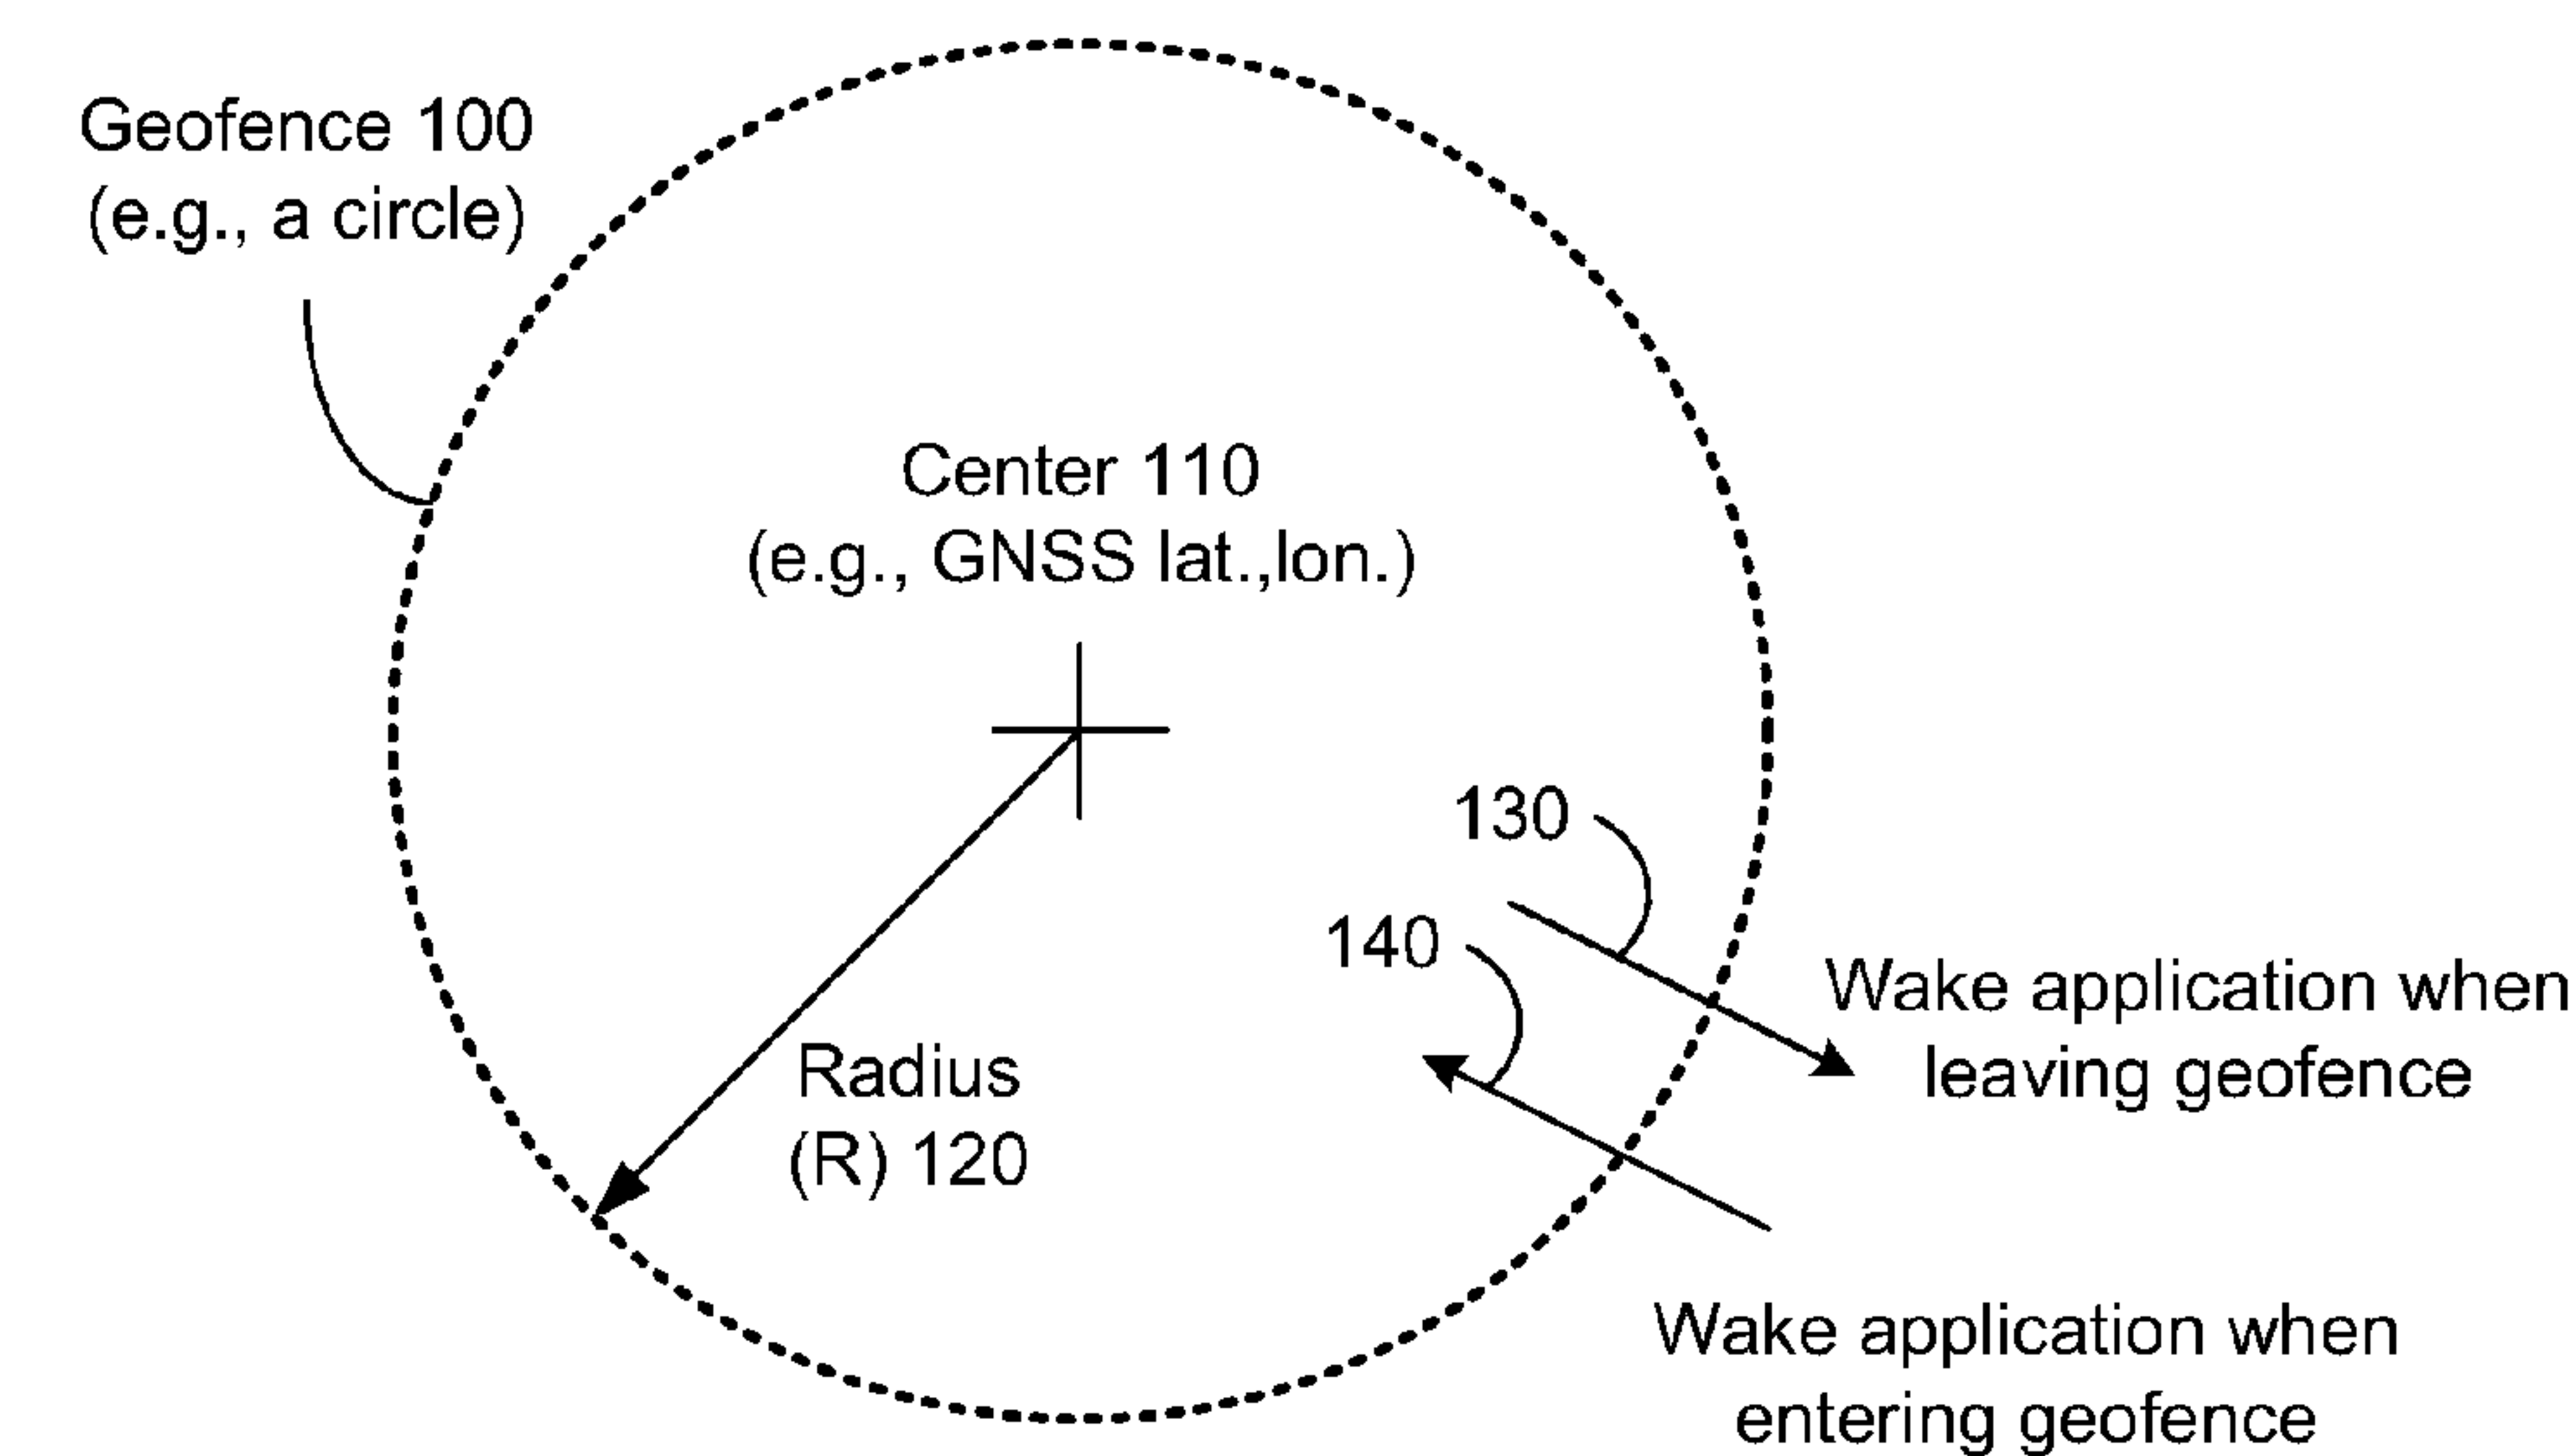 Geofence 100
(e.g., a circle)
Center 110
(e.g., GNSS lat.,lon.)
130
140
Wake application when
leaving geofence
Radius
(R) 120
Wake application when
entering geofence